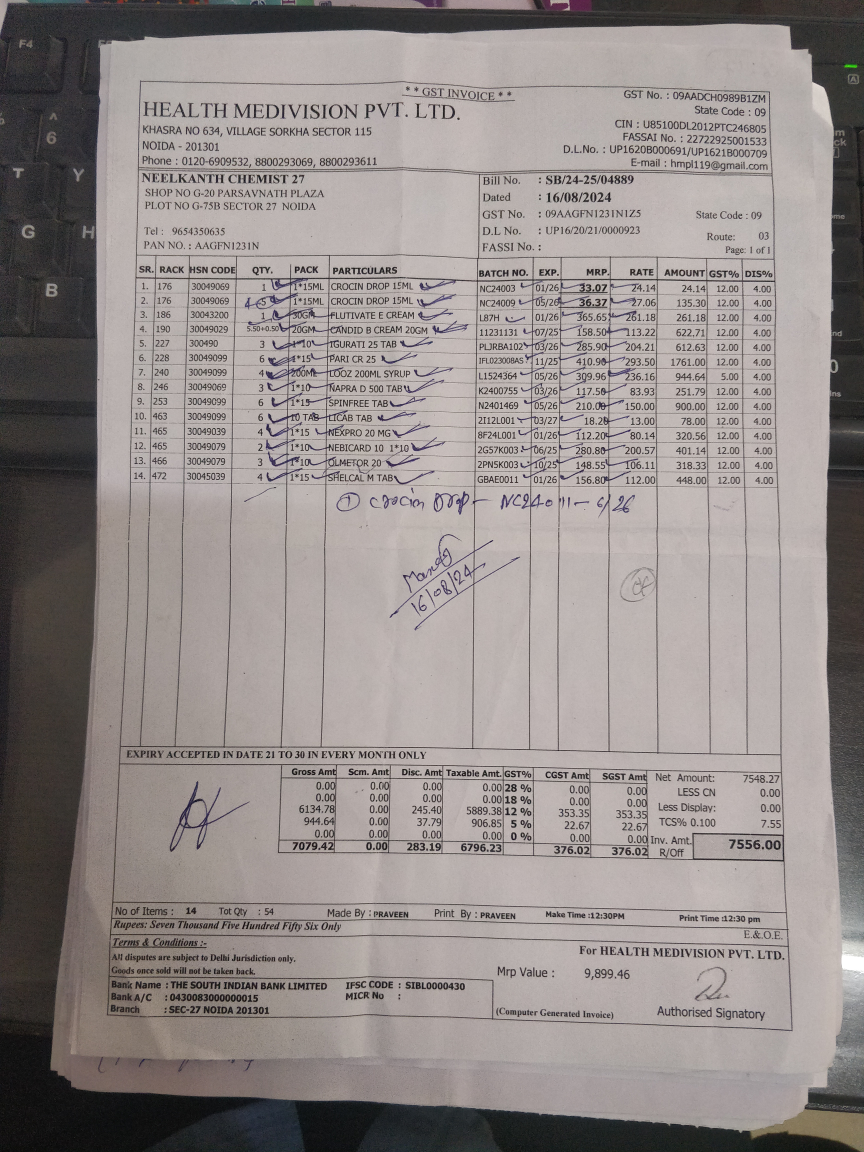 * * GST INVOICE * *
HEALTH MEDIVISION PVT. LTD.
KHASRA NO 634, VILLAGE SORKHA SECTOR 115
NOIDA - 201301
Phone : 0120-6909532, 8800293069, 8800293611
GST No. : 09AADCH0989B1ZM
State Code : 09
CIN : U85100DL2012PTC246805
FASSAI No. : 22722925001533
D.L.No. : UP1620B000691/UP1621B000709
E-mail : hmpl119@gmail.com
NEELKANTH CHEMIST 27
SHOP NO G-20 PARSAVNATH PLAZA
PLOT NO G-75B SECTOR 27 NOIDA
Tel : 9654350635
PAN NO. : AAGFN1231N
Bill No. : SB/24-25/04889
Dated : 16/08/2024
GST No. : 09AAGFN1231N1Z5 State Code : 09
D.L No. : UP16/20/21/0000923
Route: 03
FASSI No. :
Page: 1 of 1
SR. RACK HSN CODE QTY. PACK PARTICULARS BATCH NO. EXP. MRP. RATE AMOUNT GST% DIS%
1. 176 30049069 1 1*15ML CROCIN DROP 15ML NC24003 01/26 33.07 24.14 24.14 12.00 4.00
2. 176 30049069 5 1*15ML CROCIN DROP 15ML NC24009 05/26 36.37 27.06 135.30 12.00 4.00
3. 186 30043200 1 30GM FLUTIVATE E CREAM L87H 01/26 365.65 261.18 261.18 12.00 4.00
4. 190 30049029 5.50+0.50 20GM CANDID B CREAM 20GM 11231131 07/25 158.50 113.22 622.71 12.00 4.00
5. 227 300490 3 1*10 IGURATI 25 TAB PLJRBA102 03/26 285.90 204.21 612.63 12.00 4.00
6. 228 30049099 6 1*15 PARI CR 25 IFL023008AS 11/25 410.90 293.50 1761.00 12.00 4.00
7. 240 30049099 4 200ML LOOZ 200ML SYRUP L1524364 05/26 309.96 236.16 944.64 5.00 4.00
8. 246 30049069 3 1*10 NAPRA D 500 TAB K2400755 03/26 117.50 83.93 251.79 12.00 4.00
9. 253 30049099 6 1*15 SPINFREE TAB N2401469 05/26 210.00 150.00 900.00 12.00 4.00
10. 463 30049099 6 10 TAB LICAB TAB 2I12L001 03/27 18.20 13.00 78.00 12.00 4.00
11. 465 30049039 4 1*15 NEXPRO 20 MG 8F24L001 01/26 112.20 80.14 320.56 12.00 4.00
12. 465 30049079 2 1*10 NEBICARD 10 1*10 2G57K003 06/25 280.80 200.57 401.14 12.00 4.00
13. 466 30049079 3 1*10 OLMETOR 20 2PN5K003 10/25 148.55 106.11 318.33 12.00 4.00
14. 472 30045039 4 1*15 SHELCAL M TAB GBAE0011 01/26 156.80 112.00 448.00 12.00 4.00
① Crocin Drop - NC24011 - 6/26
16/08/24
EXPIRY ACCEPTED IN DATE 21 TO 30 IN EVERY MONTH ONLY
Gross Amt Scm. Amt Disc. Amt Taxable Amt. GST% CGST Amt SGST Amt
0.00 0.00 0.00 0.00 28 % 0.00 0.00
0.00 0.00 0.00 0.00 18 % 0.00 0.00
6134.78 0.00 245.40 5889.38 12 % 353.35 353.35
944.64 0.00 37.79 906.85 5 % 22.67 22.67
0.00 0.00 0.00 0.00 0 % 0.00 0.00
7079.42 0.00 283.19 6796.23 376.02 376.02
Net Amount: 7548.27
LESS CN 0.00
Less Display: 0.00
TCS% 0.100 7.55
Inv. Amt. 7556.00
R/Off
No of Items : 14 Tot Qty : 54 Made By : PRAVEEN Print By : PRAVEEN Make Time :12:30PM Print Time :12:30 pm
Rupees: Seven Thousand Five Hundred Fifty Six Only
E.& O.E.
Terms & Conditions :-
All disputes are subject to Delhi Jurisdiction only.
Goods once sold will not be taken back.
For HEALTH MEDIVISION PVT. LTD.
Mrp Value : 9,899.46
Bank Name : THE SOUTH INDIAN BANK LIMITED IFSC CODE : SIBL0000430
Bank A/C : 043008300000015 MICR No :
Branch : SEC-27 NOIDA 201301
(Computer Generated Invoice)
Authorised Signatory
F4
6
T
Y
G
H
B